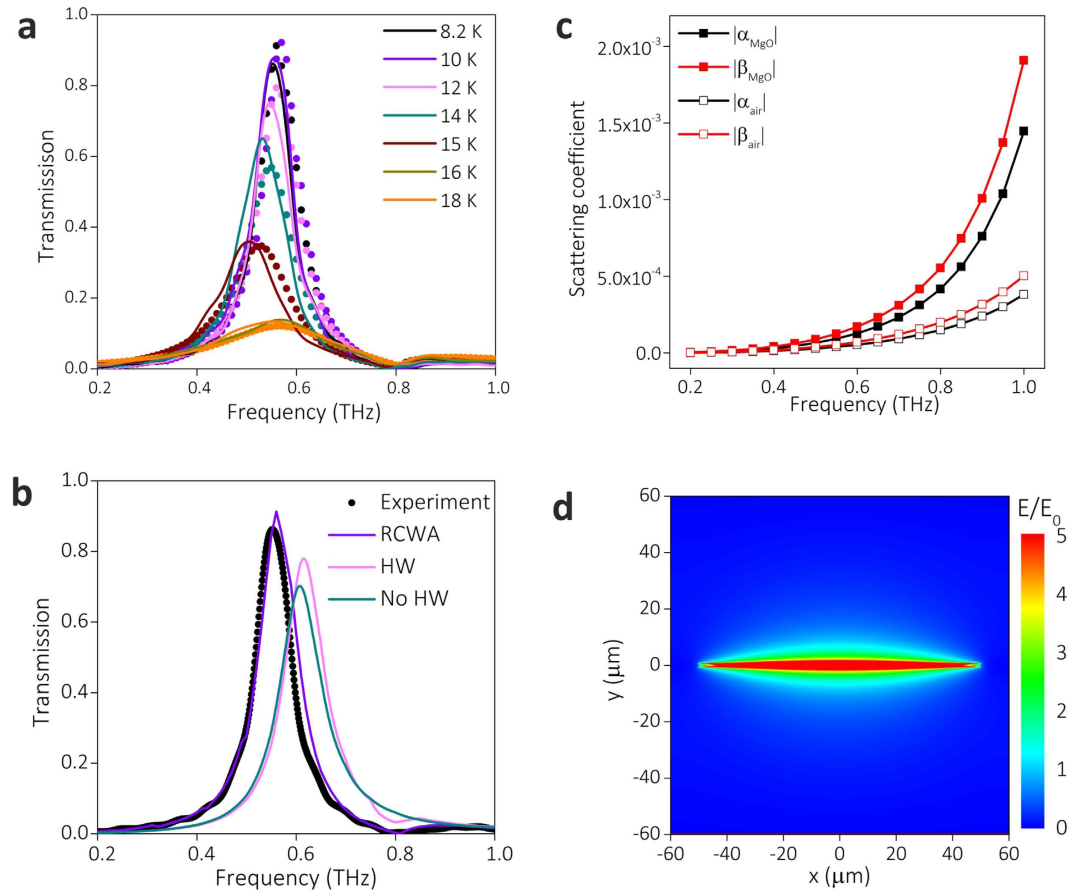 a
1.0
0.8
0.6
0.4
0.2
0.0
Transmisison
0.2 0.4 0.6 0.8 1.0
Frequency (THz)
8.2 K
10 K
12 K
14 K
15 K
16 K
18 K
c
2.0x10⁻³
1.5x10⁻³
1.0x10⁻³
5.0x10⁻⁴
0.0
Scattering coefficient
0.2 0.4 0.6 0.8 1.0
Frequency (THz)
|α_MgO|
|β_MgO|
|α_air|
|β_air|
b
1.0
0.8
0.6
0.4
0.2
0.0
Transmission
0.2 0.4 0.6 0.8 1.0
Frequency (THz)
Experiment
RCWA
HW
No HW
d
60
40
20
0
-20
-40
-60
y (μm)
-60 -40 -20 0 20 40 60
x (μm)
E/E₀
5
4
3
2
1
0